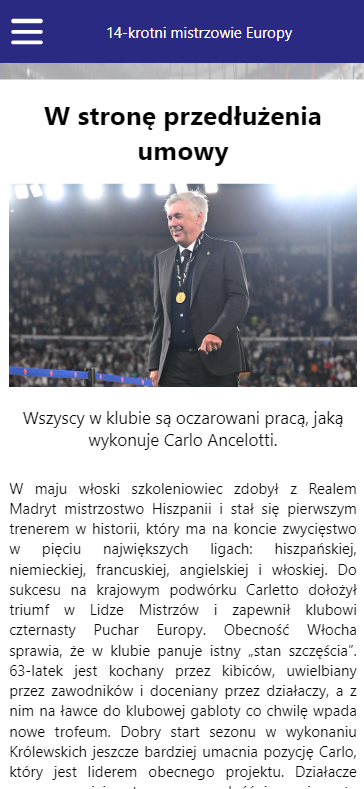 14-krotni mistrzowie Europy
W stronę przedłużenia
umowy
Wszyscy w klubie są oczarowani pracą, jaką
wykonuje Carlo Ancelotti.
W maju włoski szkoleniowiec zdobył z Realem
Madryt mistrzostwo Hiszpanii i stał się pierwszym
trenerem w historii, który ma na koncie zwycięstwo
w pięciu największych ligach: hiszpańskiej,
niemieckiej, francuskiej, angielskiej i włoskiej. Do
sukcesu na krajowym podwórku Carletto dołożył
triumf w Lidze Mistrzów i zapewnił klubowi
czternasty Puchar Europy. Obecność Włocha
sprawia, że w klubie panuje istny „stan szczęścia”.
63-latek jest kochany przez kibiców, uwielbiany
przez zawodników i doceniany przez działaczy, a z
nim na ławce do klubowej gabloty co chwilę wpada
nowe trofeum. Dobry start sezonu w wykonaniu
Królewskich jeszcze bardziej umacnia pozycję Carlo,
który jest liderem obecnego projektu. Działacze